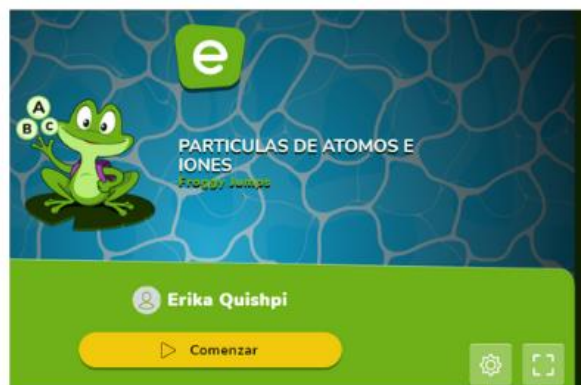 e
A
B C
PARTICULAS DE ATOMOS E
IONES
Froggy Jumps
Erika Quishpi
Comenzar